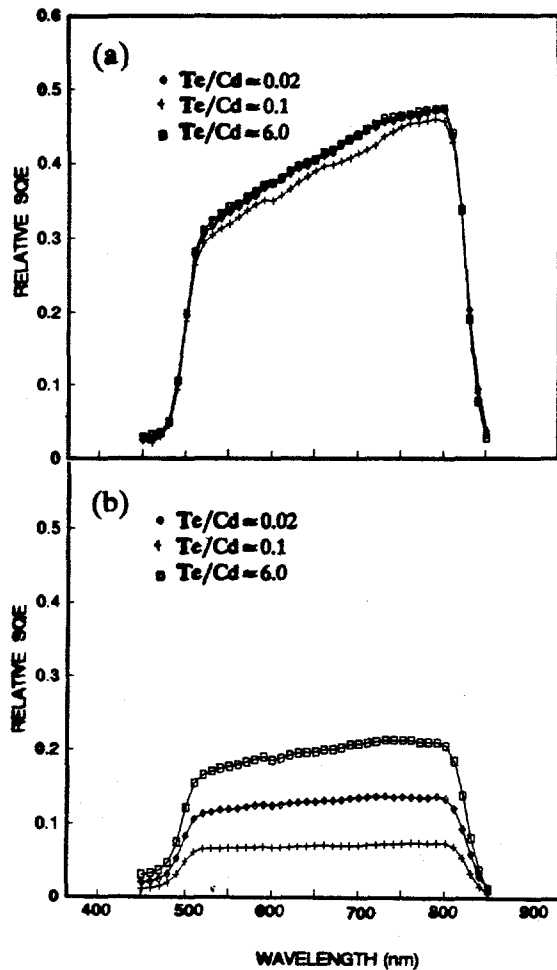 0.6
(a)
Te/Cd≈0.02
Te/Cd≈0.1
Te/Cd≈6.0
0.5
0.4
0.3
0.2
0.1
0
RELATIVE SQE
(b)
Te/Cd≈0.02
Te/Cd≈0.1
Te/Cd≈6.0
0.5
0.4
0.3
0.2
0.1
0
RELATIVE SQE
400 500 600 700 800 900
WAVELENGTH (nm)